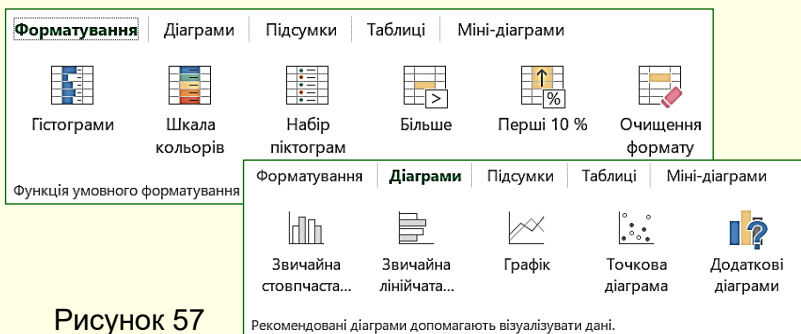 Форматування Діаграми Підсумки Таблиці Міні-діаграми
Гістограми Шкала кольорів Набір піктограм Більше Перші 10 % Очищення формату
Функція умовного форматування
Форматування Діаграми Підсумки Таблиці Міні-діаграми
Звичайна стовпчаста... Звичайна лінійчата... Графік Точкова діаграма Додаткові діаграми
Рекомендовані діаграми допомагають візуалізувати дані.
Рисунок 57